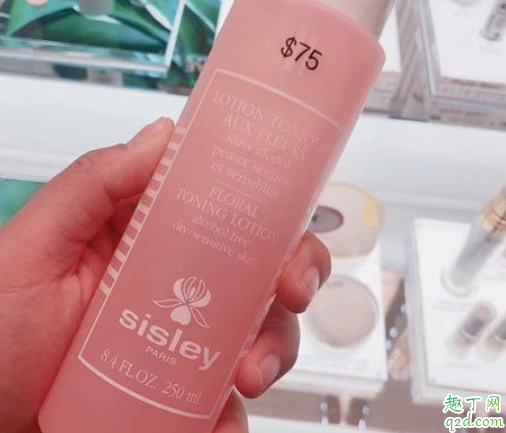 $75
LOTION TONIQUE
AUX FLEURS
sans alcool
peaux sèches
et sensibles
FLORAL
TONING LOTION
alcohol free
dry/sensitive skin
sisley
PARIS
8.4 FL.OZ. 250 ml
趣丁网
q2d.com